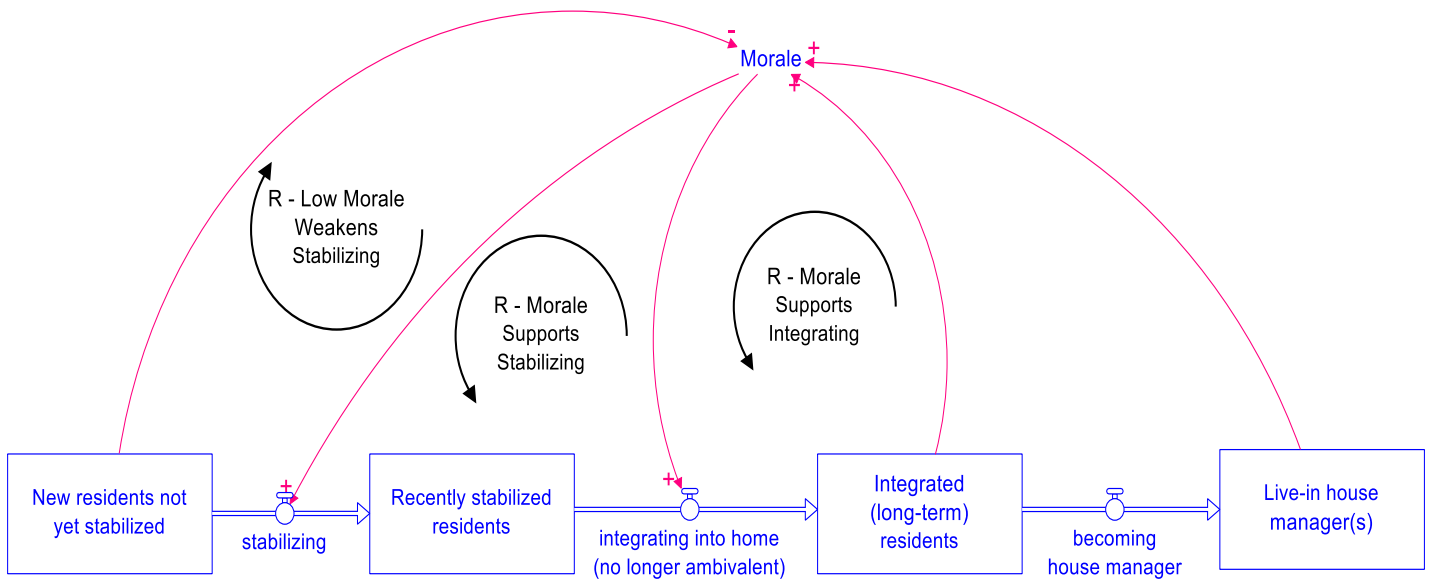 -
Morale
+
+
R - Low Morale
Weakens
Stabilizing
R - Morale
Supports
Stabilizing
R - Morale
Supports
Integrating
New residents not
yet stabilized
+
stabilizing
Recently stabilized
residents
+
integrating into home
(no longer ambivalent)
Integrated
(long-term)
residents
becoming
house manager
Live-in house
manager(s)